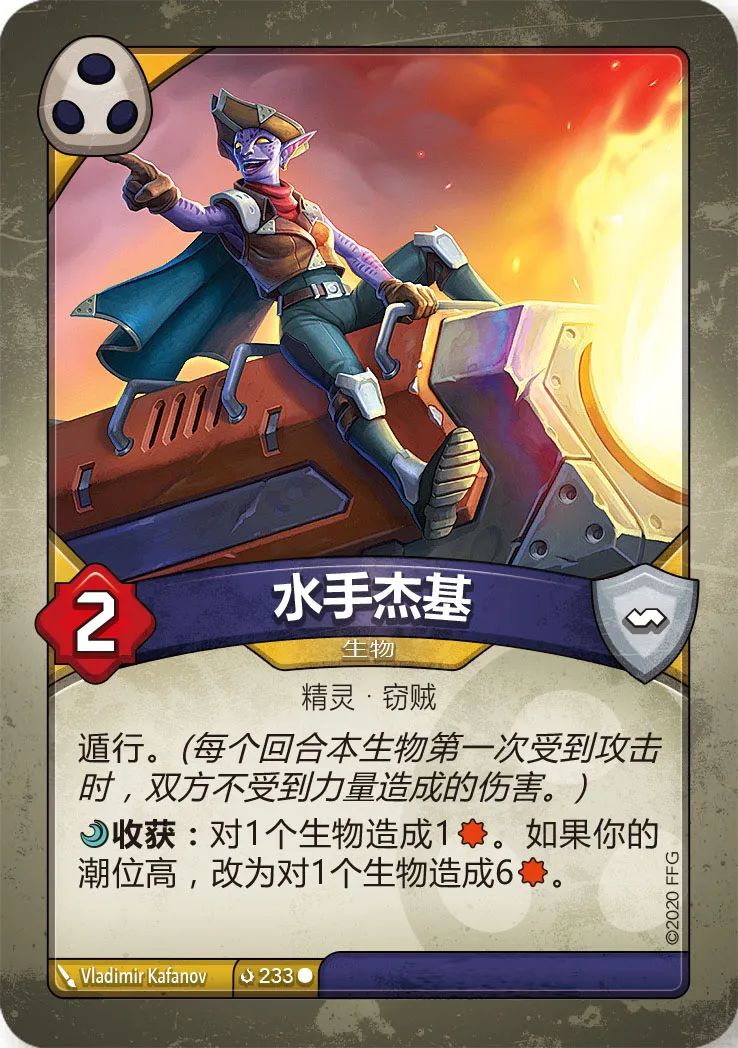 水手杰基
2
生物
精灵·窃贼
遁行。(每个回合本生物第一次受到攻击
时，双方不受到力量造成的伤害。)
收获：对1个生物造成1。如果你的
潮位高，改为对1个生物造成6。
©2020 FFG
Vladimir Kafanov
233